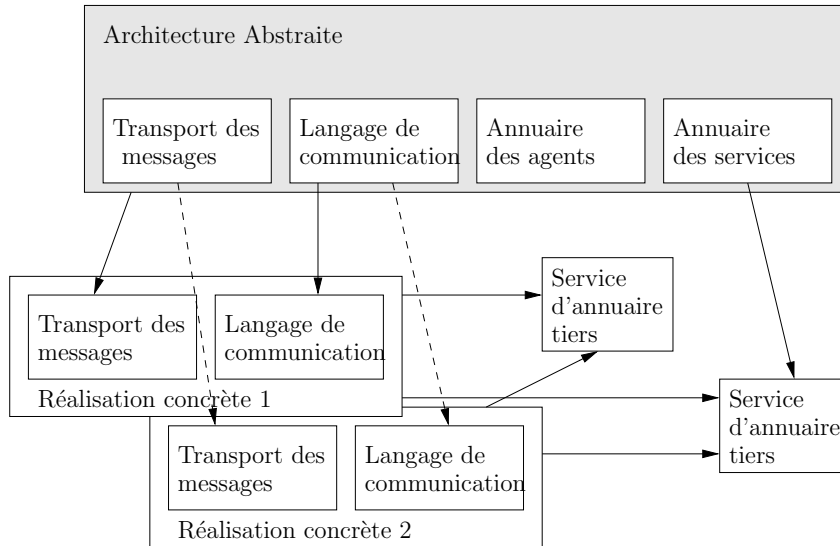 Architecture Abstraite
Transport des
messages
Langage de
communication
Annuaire
des agents
Annuaire
des services
Service
d'annuaire
tiers
Transport des
messages
Langage de
communication
Réalisation concrète 1
Service
d'annuaire
tiers
Transport des
messages
Langage de
communication
Réalisation concrète 2